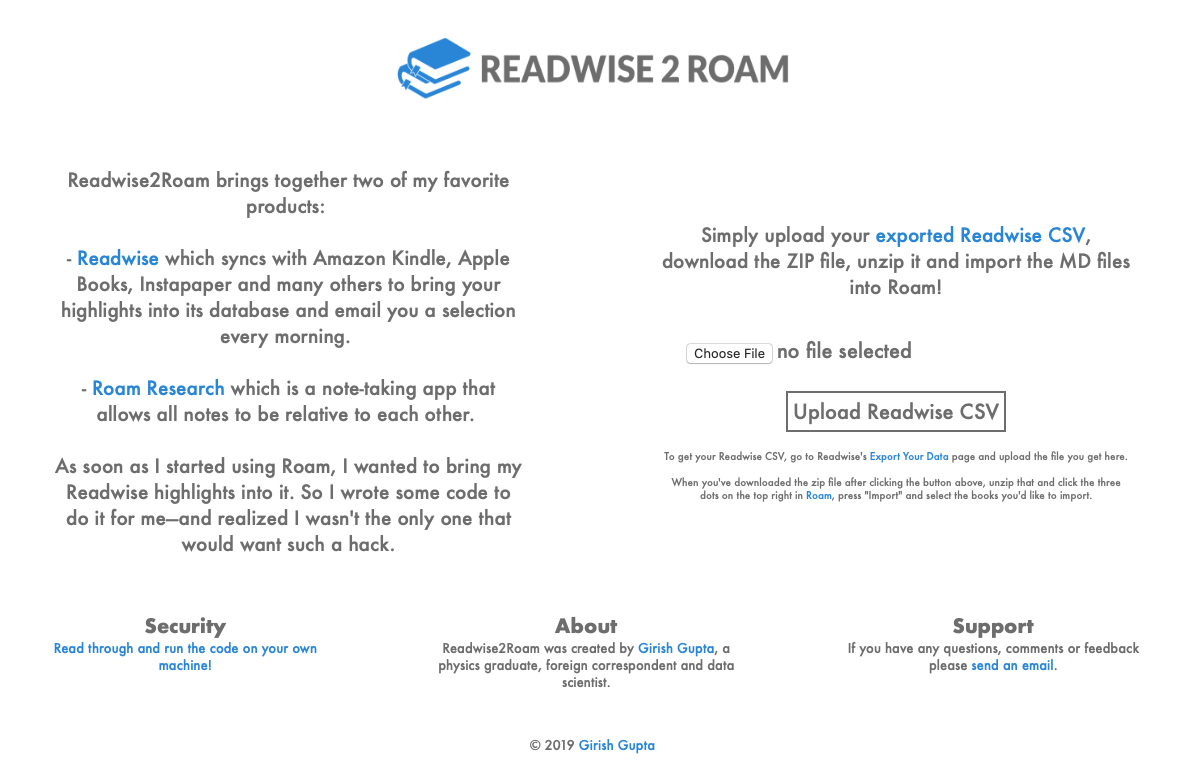 READWISE 2 ROAM
Readwise2Roam brings together two of my favorite
products:
- Readwise which syncs with Amazon Kindle, Apple
Books, Instapaper and many others to bring your
highlights into its database and email you a selection
every morning.
- Roam Research which is a note-taking app that
allows all notes to be relative to each other.
As soon as I started using Roam, I wanted to bring my
Readwise highlights into it. So I wrote some code to
do it for me—and realized I wasn't the only one that
would want such a hack.
Simply upload your exported Readwise CSV,
download the ZIP file, unzip it and import the MD files
into Roam!
Choose File no file selected
Upload Readwise CSV
To get your Readwise CSV, go to Readwise's Export Your Data page and upload the file you get here.
When you've downloaded the zip file after clicking the button above, unzip that and click the three
dots on the top right in Roam, press "Import" and select the books you'd like to import.
Security
Read through and run the code on your own
machine!
About
Readwise2Roam was created by Girish Gupta, a
physics graduate, foreign correspondent and data
scientist.
Support
If you have any questions, comments or feedback
please send an email.
© 2019 Girish Gupta